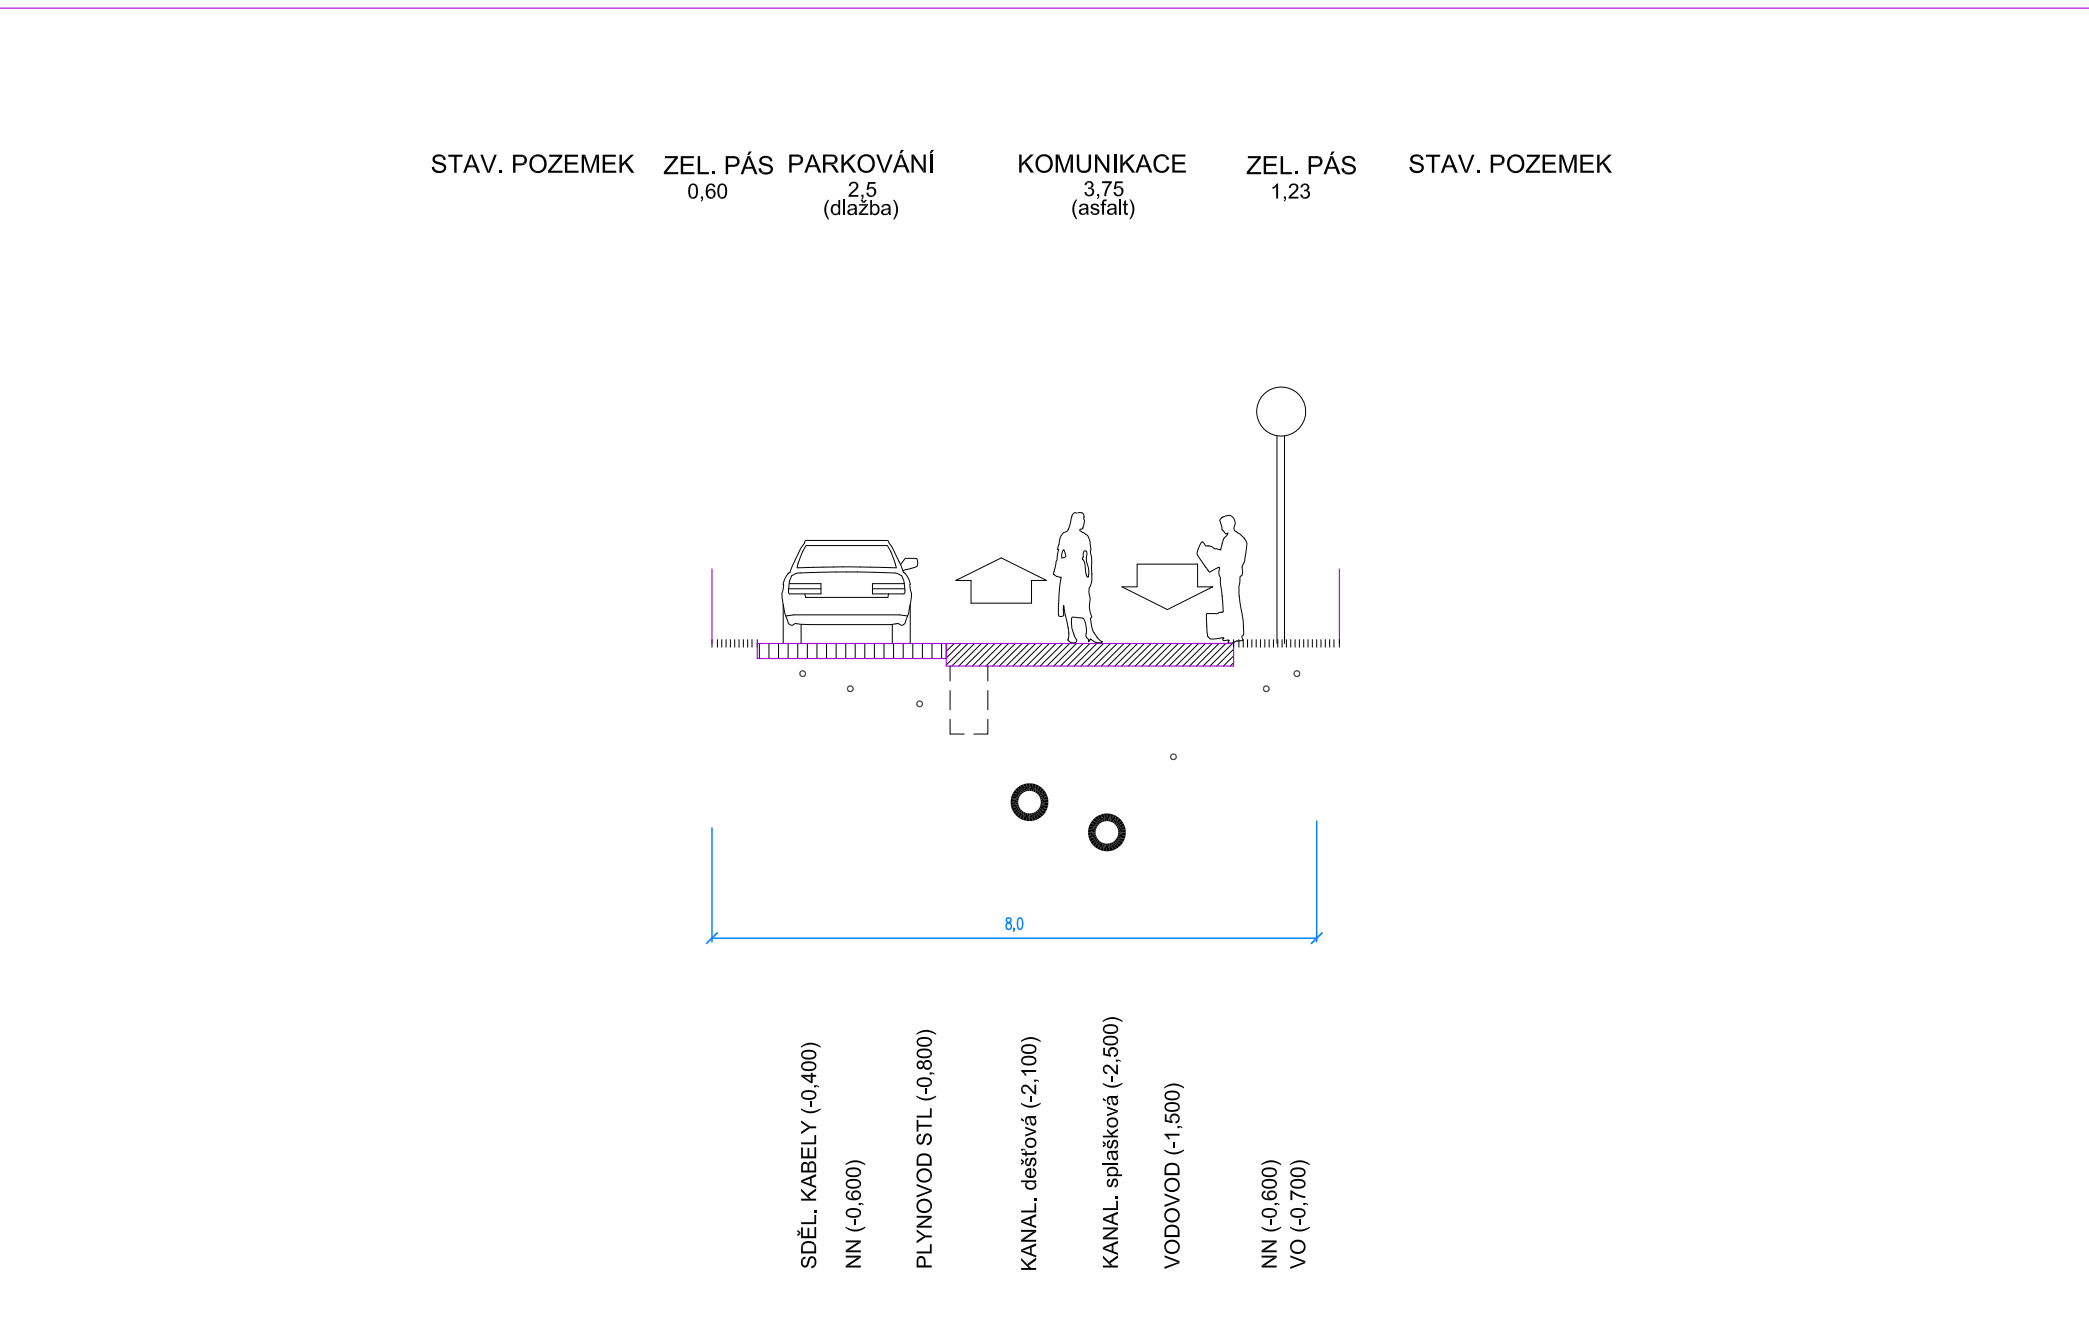 STAV. POZEMEK
ZEL. PÁS
0,60
PARKOVÁNÍ
2,5
(dlažba)
KOMUNIKACE
3,75
(asfalt)
ZEL. PÁS
1,23
STAV. POZEMEK
8,0
SDĚL. KABELY (-0,400)
NN (-0,600)
PLYNOVOD STL (-0,800)
KANAL. dešťová (-2,100)
KANAL. splašková (-2,500)
VODOVOD (-1,500)
NN (-0,600)
VO (-0,700)